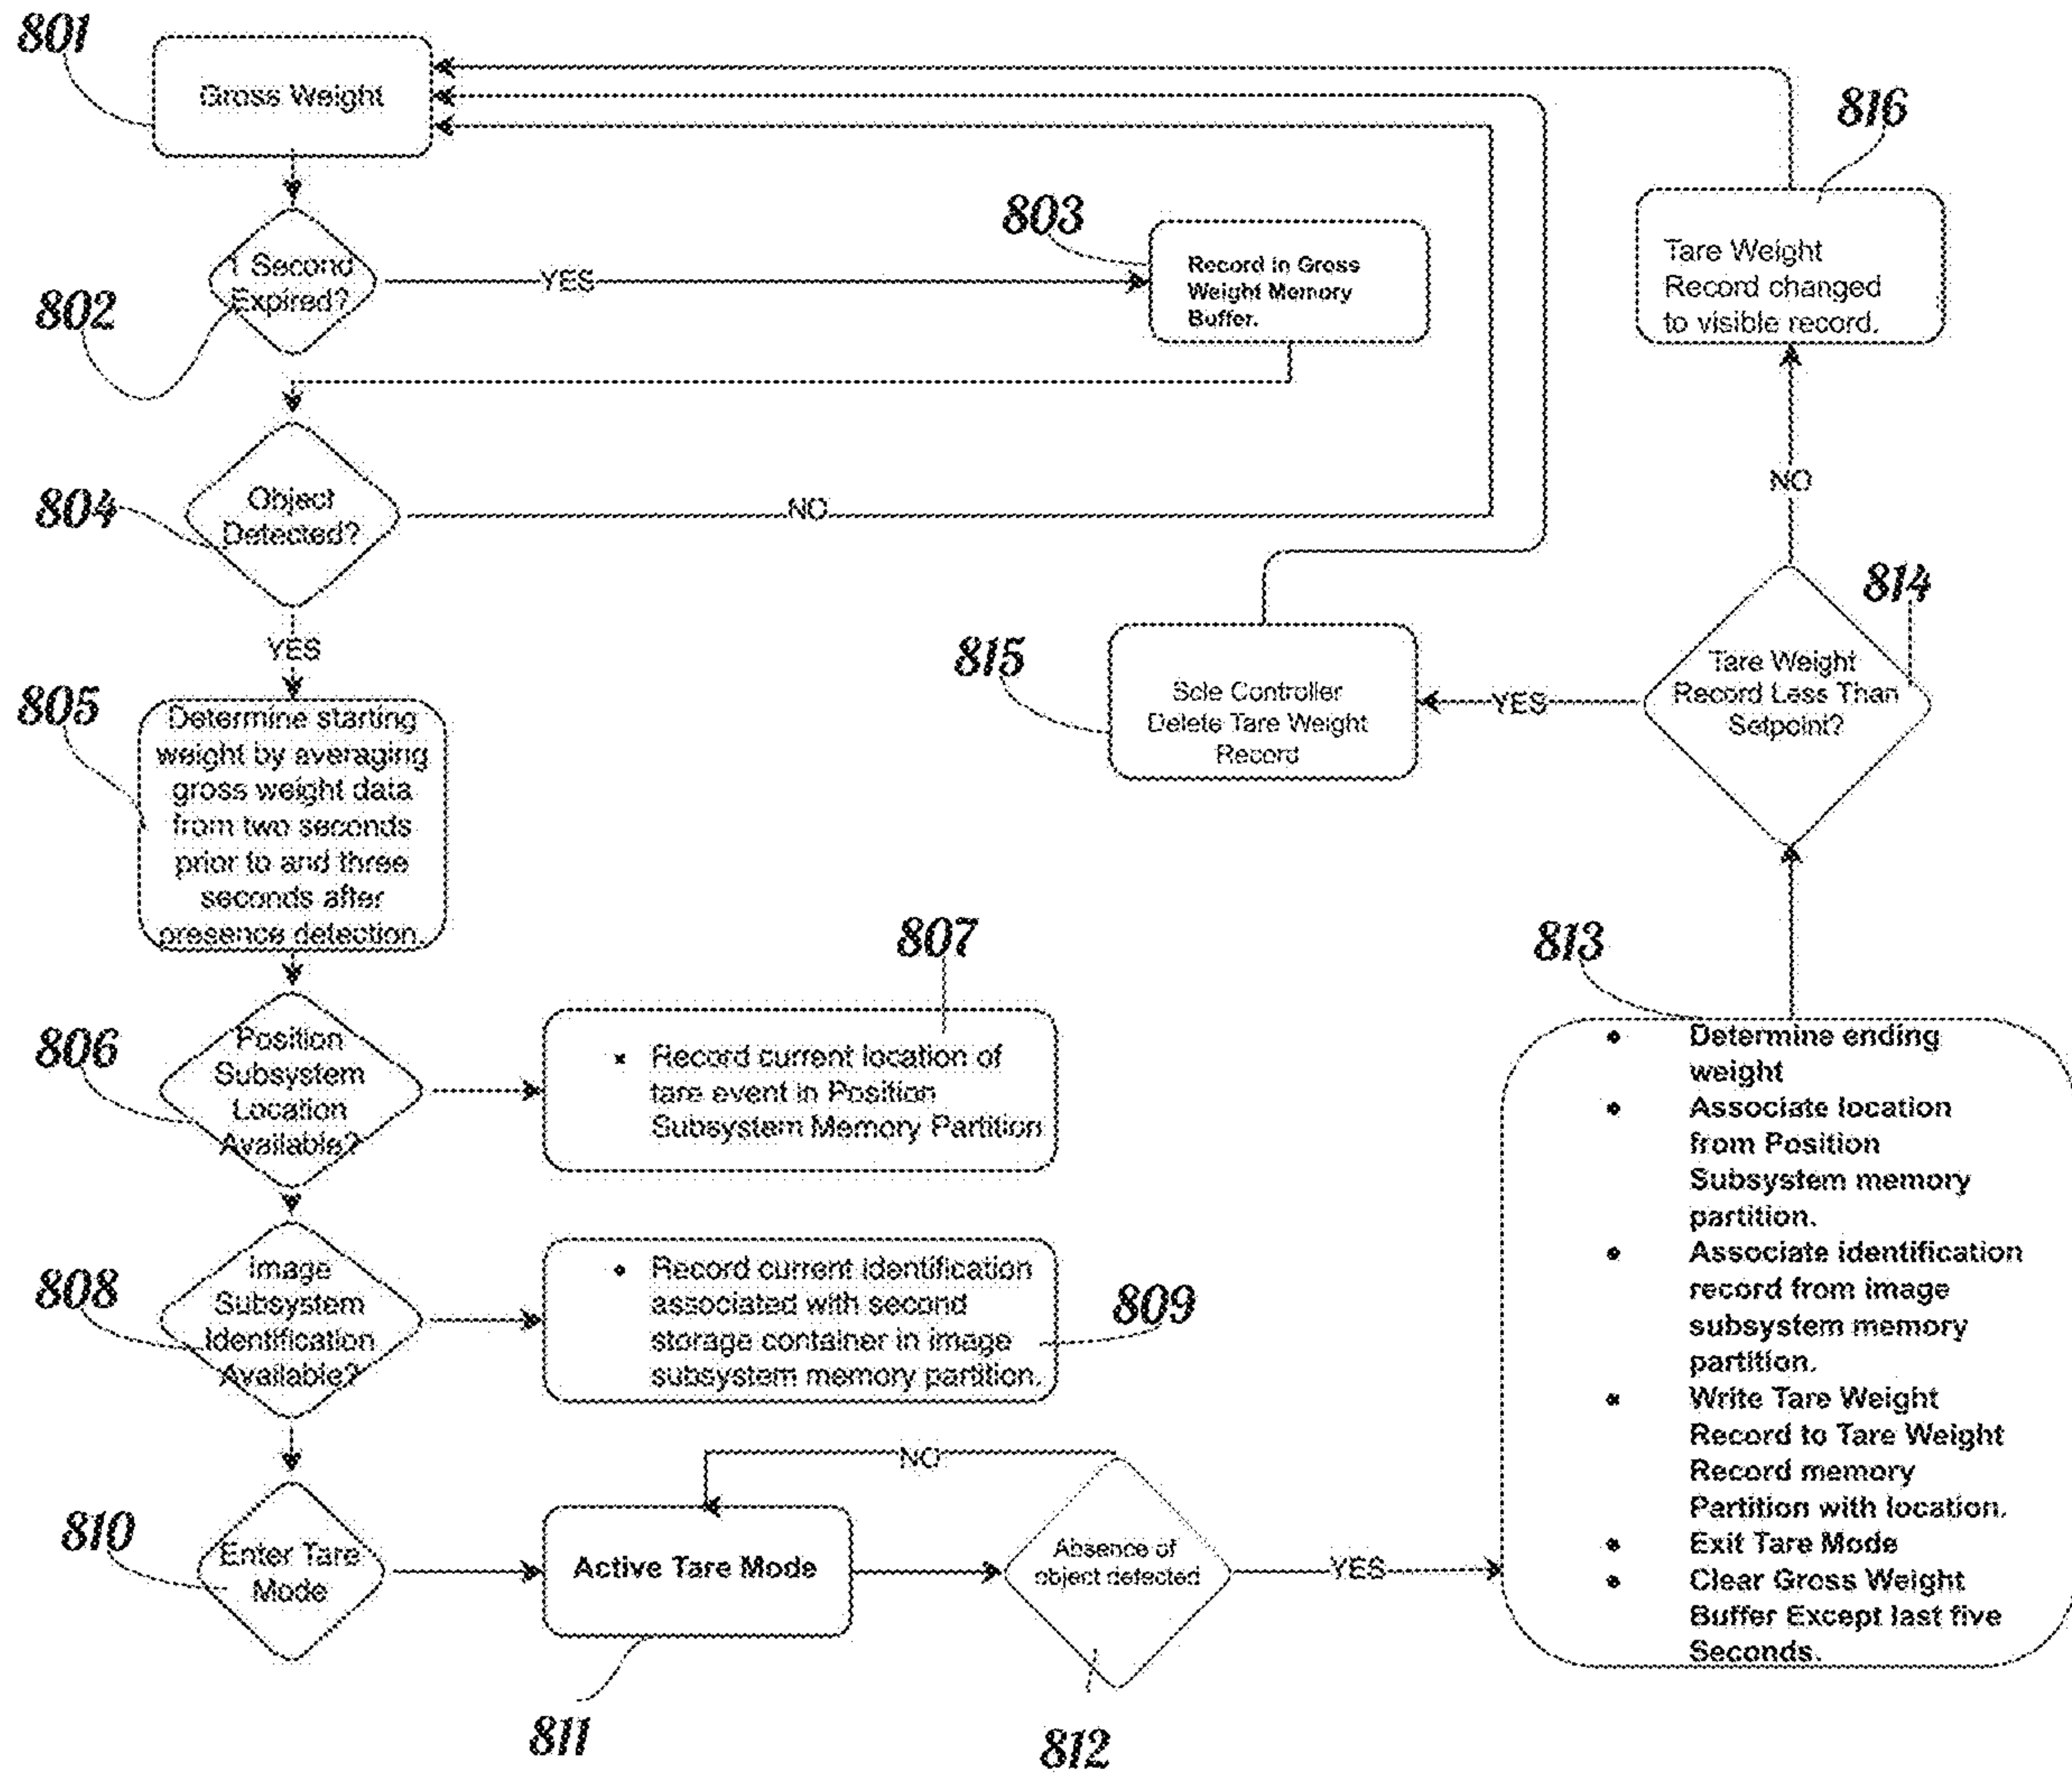 801
Gross Weight
816
803
1 Second
Expired?
YES
Record in Gross
Weight Memory
Buffer.
Tare Weight
Record changed
to visible record.
802
804
Object
Detected?
NO
NO
YES
814
815
Scle Controller
Delete Tare Weight
Record
YES
Tare Weight
Record Less Than
Setpoint?
805
Determine starting
weight by averaging
gross weight data
from two seconds
prior to and three
seconds after
presence detection.
807
813
806
Position
Subsystem
Location
Available?
× Record current location of
tare event in Position
Subsystem Memory Partition
808
Image
Subsystem
Identification
Available?
• Record current identification
associated with second
storage container in image
subsystem memory partition.
809
• Determine ending
weight
• Associate location
from Position
Subsystem memory
partition.
• Associate identification
record from image
subsystem memory
partition.
× Write Tare Weight
Record to Tare Weight
Record memory
Partition with location.
• Exit Tare Mode
• Clear Gross Weight
Buffer Except last five
Seconds.
NO
810
Enter Tare
Mode
Active Tare Mode
Absence of
object detected
YES
811
812